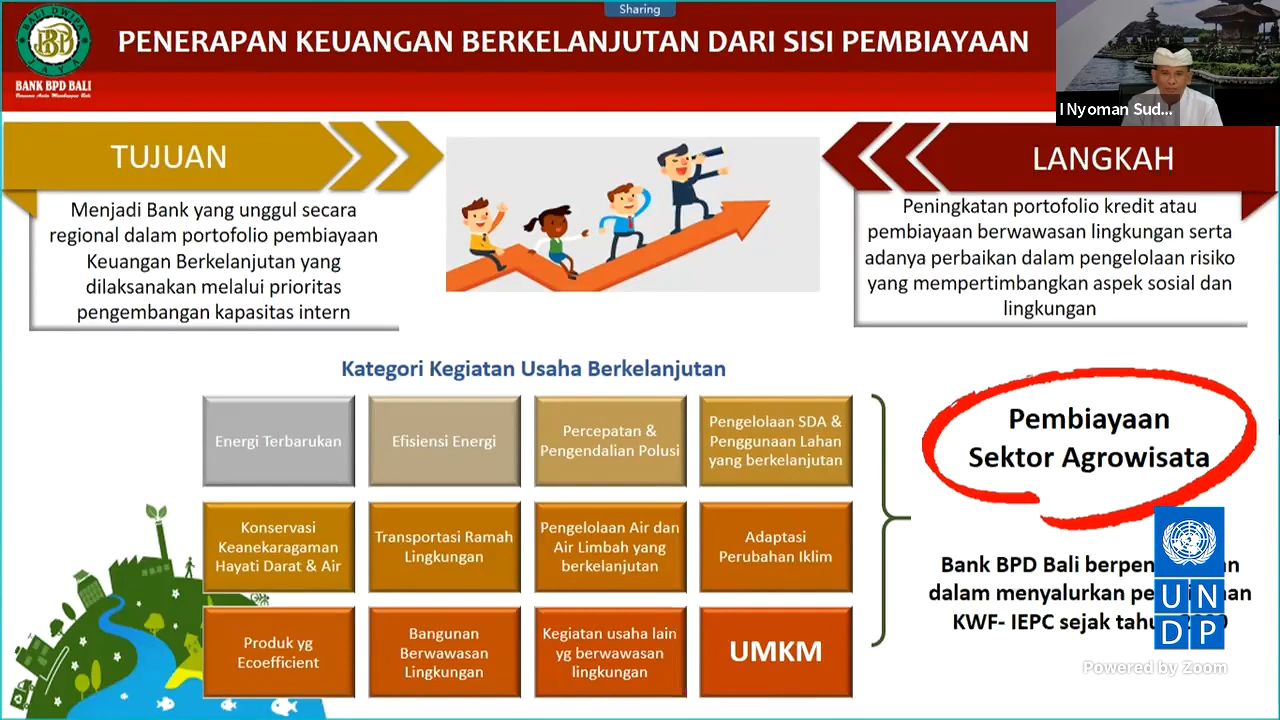 Sharing
BALI DWIPA
JAYA
BPD
BANK BPD BALI
PENERAPAN KEUANGAN BERKELANJUTAN DARI SISI PEMBIAYAAN
I Nyoman Sud...
TUJUAN
Menjadi Bank yang unggul secara
regional dalam portofolio pembiayaan
Keuangan Berkelanjutan yang
dilaksanakan melalui prioritas
pengembangan kapasitas intern
LANGKAH
Peningkatan portofolio kredit atau
pembiayaan berwawasan lingkungan serta
adanya perbaikan dalam pengelolaan risiko
yang mempertimbangkan aspek sosial dan
lingkungan
Kategori Kegiatan Usaha Berkelanjutan
Energi Terbarukan
Efisiensi Energi
Percepatan &
Pengendalian Polusi
Pengelolaan SDA &
Penggunaan Lahan
yang berkelanjutan
Konservasi
Keanekaragaman
Hayati Darat & Air
Transportasi Ramah
Lingkungan
Pengelolaan Air dan
Air Limbah yang
berkelanjutan
Adaptasi
Perubahan Iklim
Produk yg
Ecoefficient
Bangunan
Berwawasan
Lingkungan
Kegiatan usaha lain
yg berwawasan
lingkungan
UMKM
Pembiayaan
Sektor Agrowisata
Bank BPD Bali
dalam menyalurkan
KWF- IEPC sejak
U N
D P
Powered by Zoom